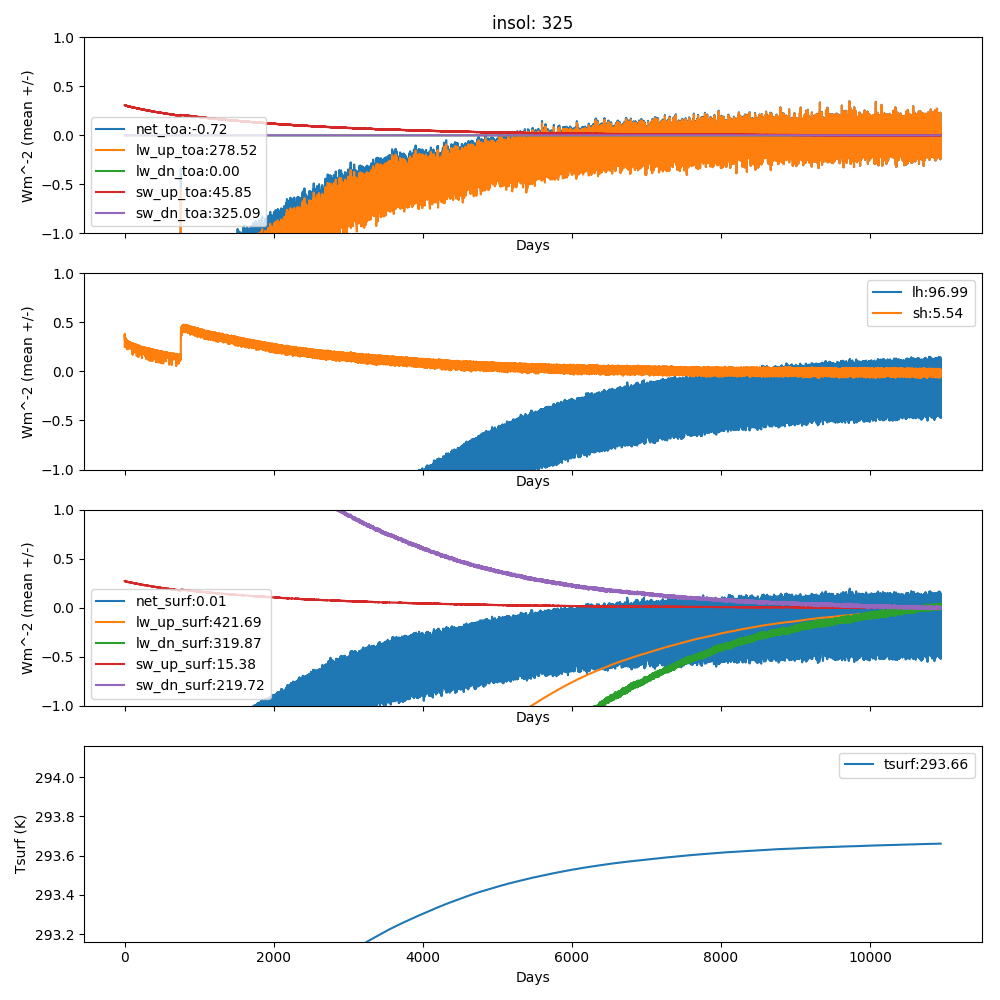 insol: 325
1.0
0.5
0.0
−0.5
−1.0
Wm^-2 (mean +/-)
net_toa:-0.72
lw_up_toa:278.52
lw_dn_toa:0.00
sw_up_toa:45.85
sw_dn_toa:325.09
Days
1.0
0.5
0.0
−0.5
−1.0
Wm^-2 (mean +/-)
lh:96.99
sh:5.54
Days
1.0
0.5
0.0
−0.5
−1.0
Wm^-2 (mean +/-)
net_surf:0.01
lw_up_surf:421.69
lw_dn_surf:319.87
sw_up_surf:15.38
sw_dn_surf:219.72
Days
294.0
293.8
293.6
293.4
293.2
Tsurf (K)
tsurf:293.66
0 2000 4000 6000 8000 10000
Days